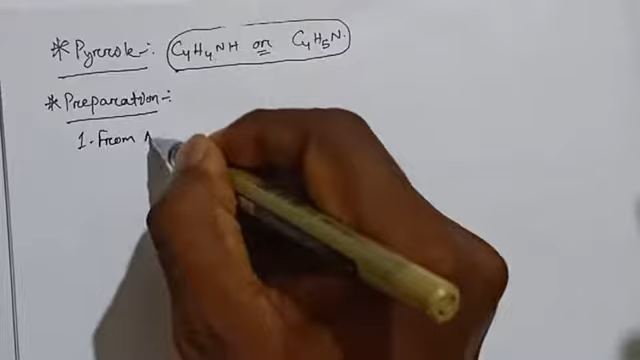 * Pyrrole-: C4H4NH or C4H5N.
* Preparation-:
1. From